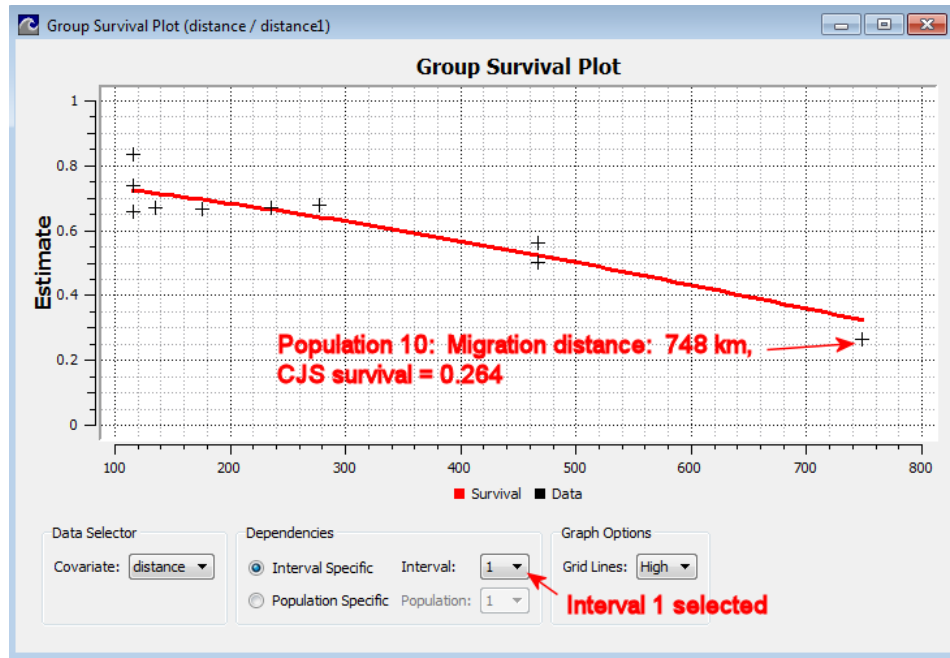 Group Survival Plot (distance / distance1)
Group Survival Plot
Estimate
1
0.8
0.6
0.4
0.2
0
Population 10: Migration distance: 748 km,
CJS survival = 0.264
100 200 300 400 500 600 700 800
Survival Data
Data Selector
Covariate: distance
Dependencies
Interval Specific Interval: 1
Population Specific Population: 1
Graph Options
Grid Lines: High
Interval 1 selected